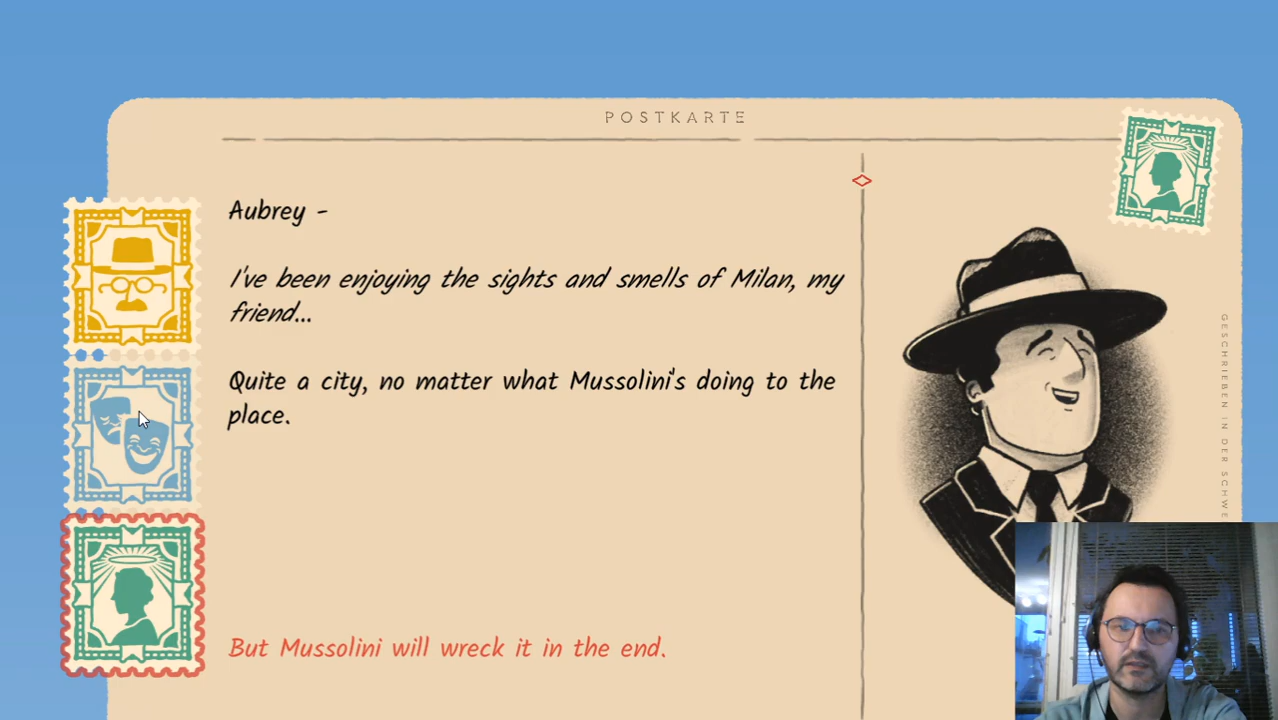 POSTKARTE
Aubrey -
I've been enjoying the sights and smells of Milan, my
friend...
Quite a city, no matter what Mussolini's doing to the
place.
But Mussolini will wreck it in the end.
GESCHRIEBEN IN DER SCHWE